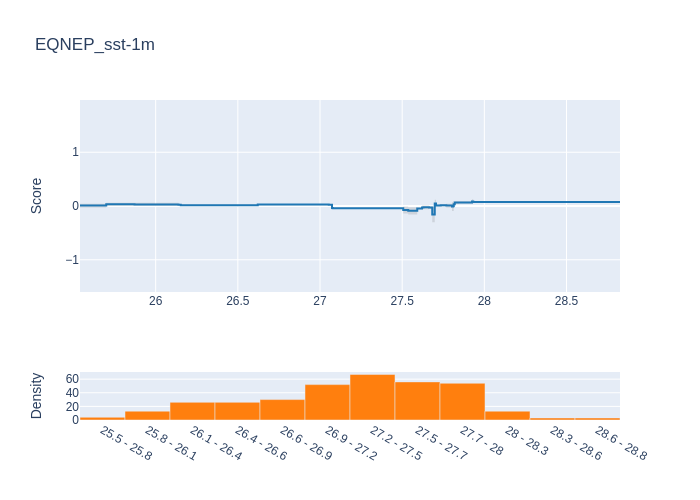 EQNEP_sst-1m
Score
1
0
−1
26
26.5
27
27.5
28
28.5
Density
60
40
20
0
25.5 - 25.8
25.8 - 26.1
26.1 - 26.4
26.4 - 26.6
26.6 - 26.9
26.9 - 27.2
27.2 - 27.5
27.5 - 27.7
27.7 - 28
28 - 28.3
28.3 - 28.6
28.6 - 28.8